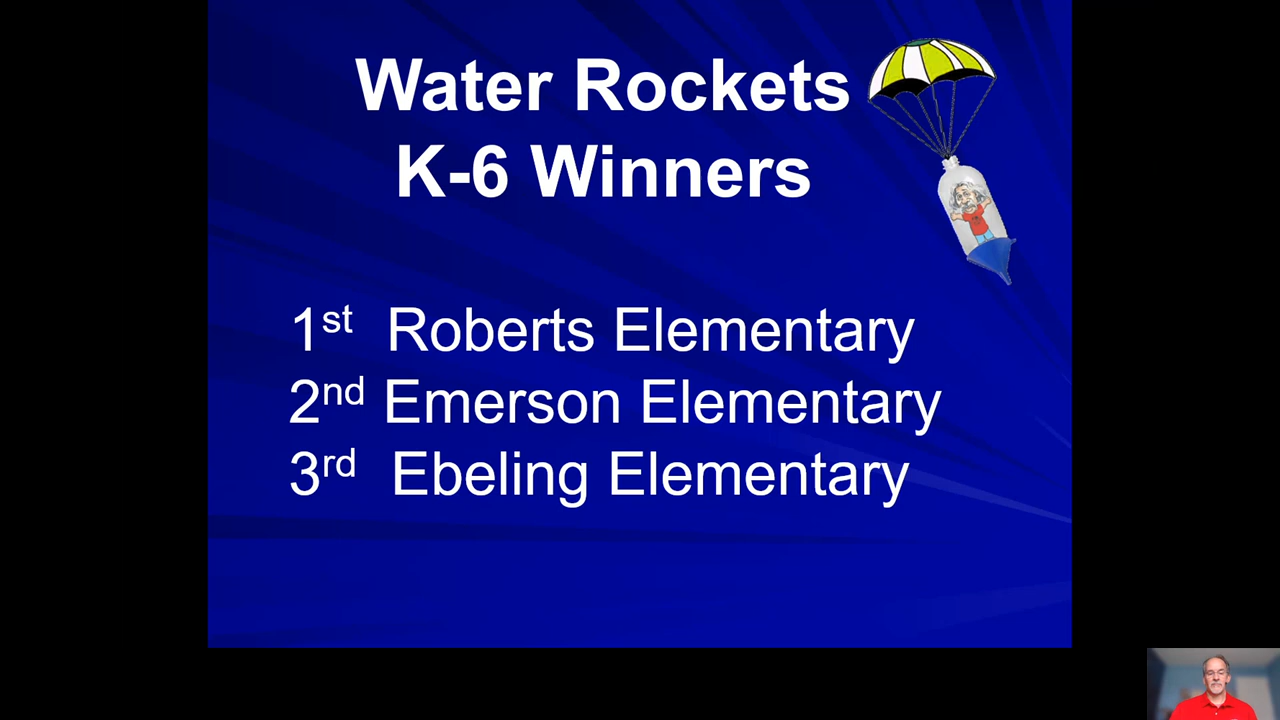 Water Rockets
K-6 Winners
1st Roberts Elementary
2nd Emerson Elementary
3rd Ebeling Elementary